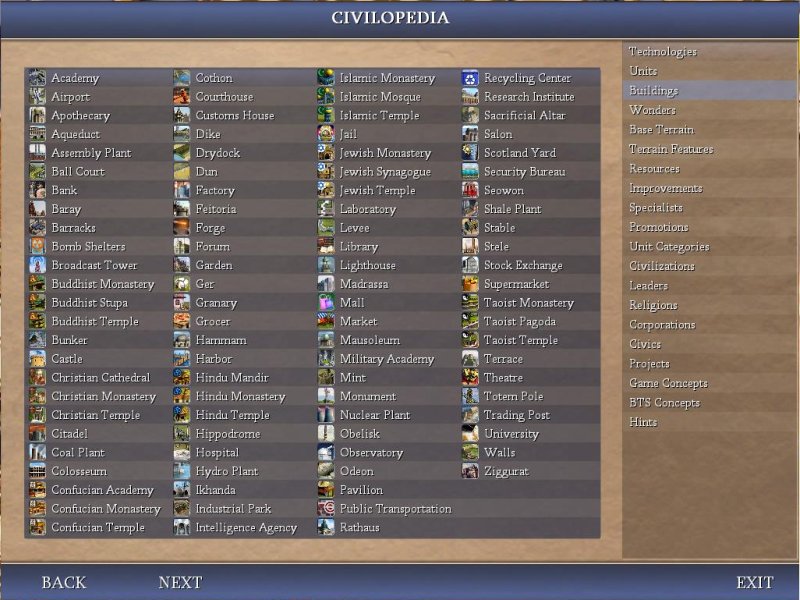 CIVILOPEDIA
Academy
Airport
Apothecary
Aqueduct
Assembly Plant
Ball Court
Bank
Baray
Barracks
Bomb Shelters
Broadcast Tower
Buddhist Monastery
Buddhist Stupa
Buddhist Temple
Bunker
Castle
Christian Cathedral
Christian Monastery
Christian Temple
Citadel
Coal Plant
Colosseum
Confucian Academy
Confucian Monastery
Confucian Temple
Cothon
Courthouse
Customs House
Dike
Drydock
Dun
Factory
Feitoria
Forge
Forum
Garden
Ger
Granary
Grocer
Hammam
Harbor
Hindu Mandir
Hindu Monastery
Hindu Temple
Hippodrome
Hospital
Hydro Plant
Ikhanda
Industrial Park
Intelligence Agency
Islamic Monastery
Islamic Mosque
Islamic Temple
Jail
Jewish Monastery
Jewish Synagogue
Jewish Temple
Laboratory
Levee
Library
Lighthouse
Madrassa
Mall
Market
Mausoleum
Military Academy
Mint
Monument
Nuclear Plant
Obelisk
Observatory
Odeon
Pavilion
Public Transportation
Rathaus
Recycling Center
Research Institute
Sacrificial Altar
Salon
Scotland Yard
Security Bureau
Seowon
Shale Plant
Stable
Stele
Stock Exchange
Supermarket
Taoist Monastery
Taoist Pagoda
Taoist Temple
Terrace
Theatre
Totem Pole
Trading Post
University
Walls
Ziggurat
Technologies
Units
Buildings
Wonders
Base Terrain
Terrain Features
Resources
Improvements
Specialists
Promotions
Unit Categories
Civilizations
Leaders
Religions
Corporations
Civics
Projects
Game Concepts
BTS Concepts
Hints
BACK
NEXT
EXIT